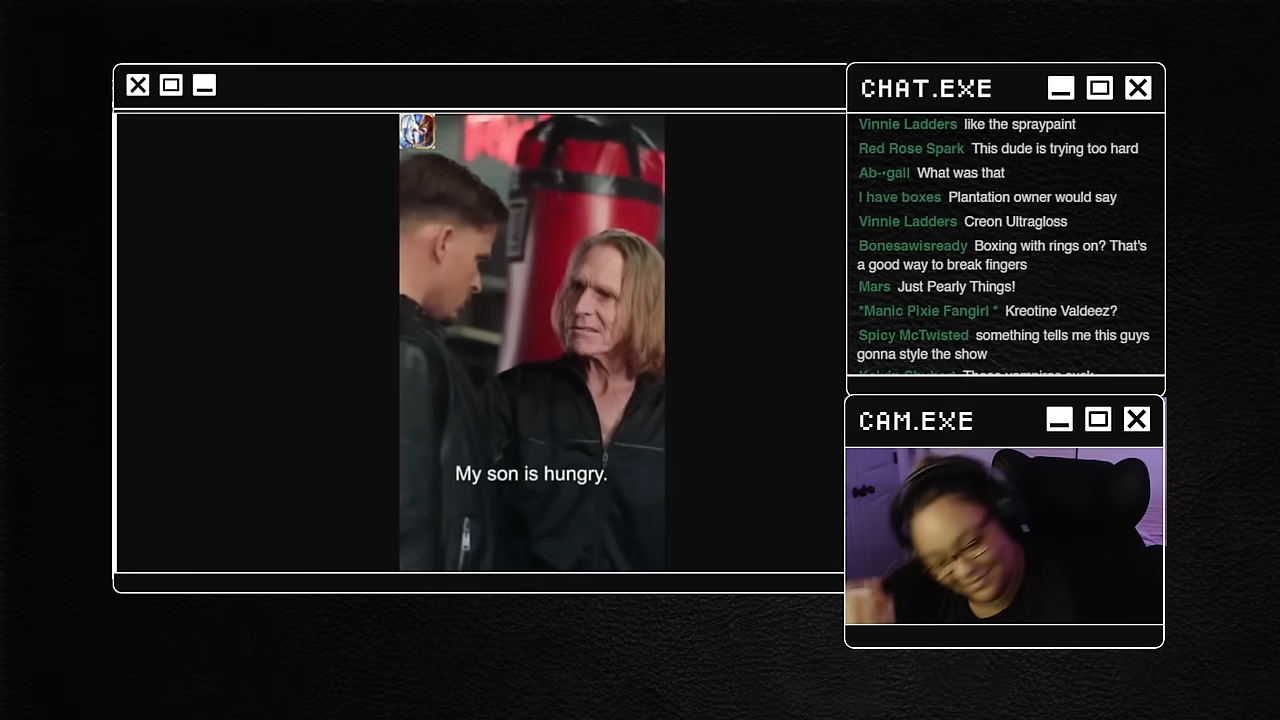 CHAT.EXE
Vinnie Ladders like the spraypaint
Red Rose Spark This dude is trying too hard
Ab-·gail What was that
I have boxes Plantation owner would say
Vinnie Ladders Creon Ultragloss
Bonesawisready Boxing with rings on? That's
a good way to break fingers
Mars Just Pearly Things!
*Manic Pixie Fangirl * Kreotine Valdeez?
Spicy McTwisted something tells me this guys
gonna style the show
CAM.EXE
My son is hungry.